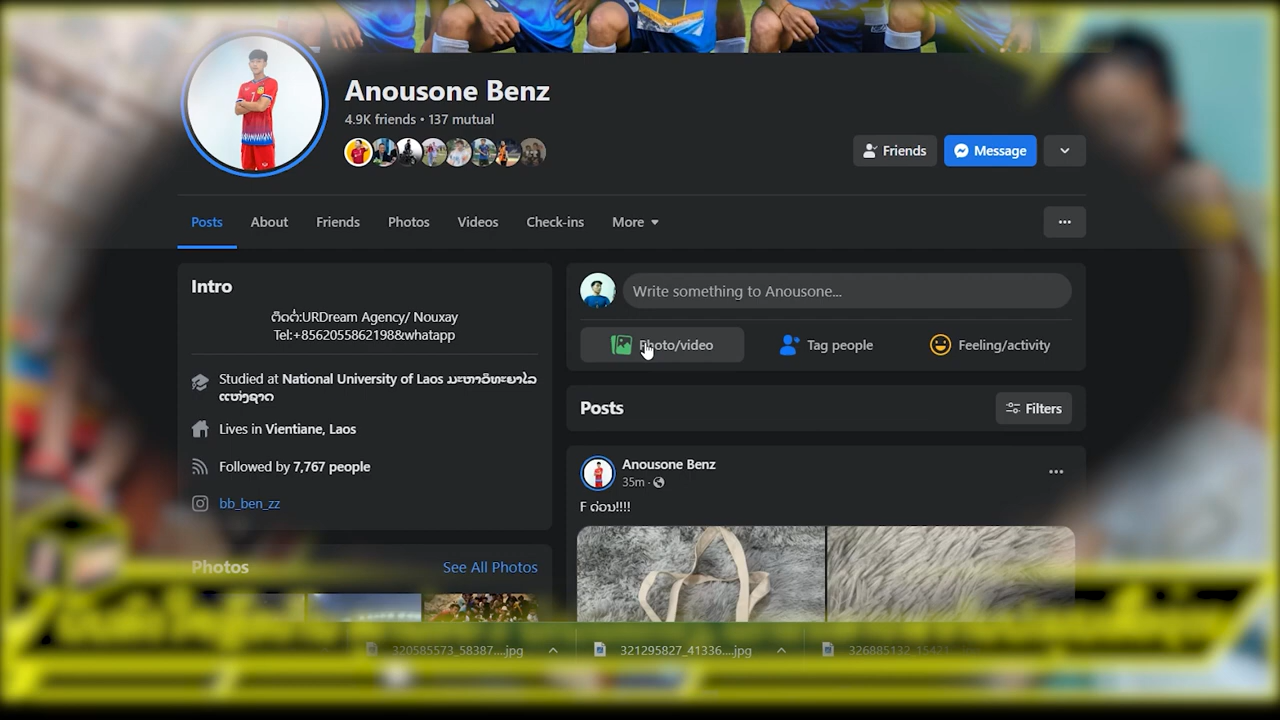 Anousone Benz
4.9K friends • 137 mutual
Friends
Message
Posts
About
Friends
Photos
Videos
Check-ins
More
Intro
ຕິດຕໍ່:URDream Agency/ Nouxay
Tel:+8562055862198&whatapp
Studied at National University of Laos ມະຫາວິທະຍາໄລ
ແຫ່ງຊາດ
Lives in Vientiane, Laos
Followed by 7,767 people
bb_ben_zz
Photos
See All Photos
Write something to Anousone...
Photo/video
Tag people
Feeling/activity
Posts
Filters
Anousone Benz
35m
F ດ່ວນ!!!!
320585573_58387....jpg
321295827_41336....jpg
326885132_15421...jpg